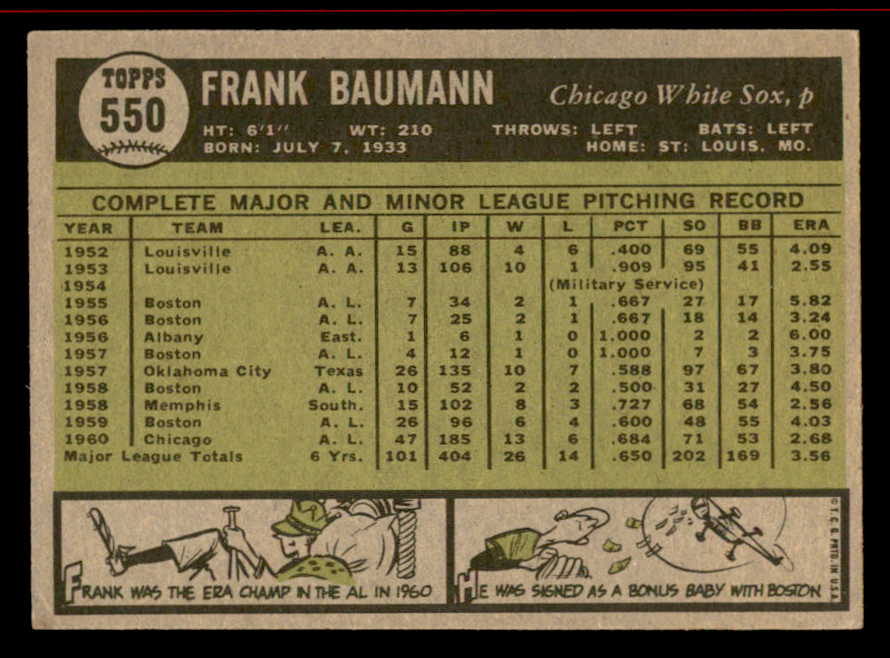 TOPPS
550
FRANK BAUMANN Chicago White Sox, p
HT: 6'1" WT: 210 THROWS: LEFT BATS: LEFT
BORN: JULY 7, 1933 HOME: ST: LOUIS, MO.
COMPLETE MAJOR AND MINOR LEAGUE PITCHING RECORD
YEAR TEAM LEA. G IP W L PCT SO BB ERA
1952 Louisville A. A. 15 88 4 6 .400 69 55 4.09
1953 Louisville A. A. 13 106 10 1 .909 95 41 2.55
1954 (Military Service)
1955 Boston A. L. 7 34 2 1 .667 27 17 5.82
1956 Boston A. L. 7 25 2 1 .667 18 14 3.24
1956 Albany East. 1 6 1 0 1.000 2 2 6.00
1957 Boston A. L. 4 12 1 0 1.000 7 3 3.75
1957 Oklahoma City Texas 26 135 10 7 .588 97 67 3.80
1958 Boston A. L. 10 52 2 2 .500 31 27 4.50
1958 Memphis South. 15 102 8 3 .727 68 54 2.56
1959 Boston A. L. 26 96 6 4 .600 48 55 4.03
1960 Chicago A. L. 47 185 13 6 .684 71 53 2.68
Major League Totals 6 Yrs. 101 404 26 14 .650 202 169 3.56
FRANK WAS THE ERA CHAMP IN THE AL IN 1960
HE WAS SIGNED AS A BONUS BABY WITH BOSTON
© T. C. G. PRTD. IN U.S.A.